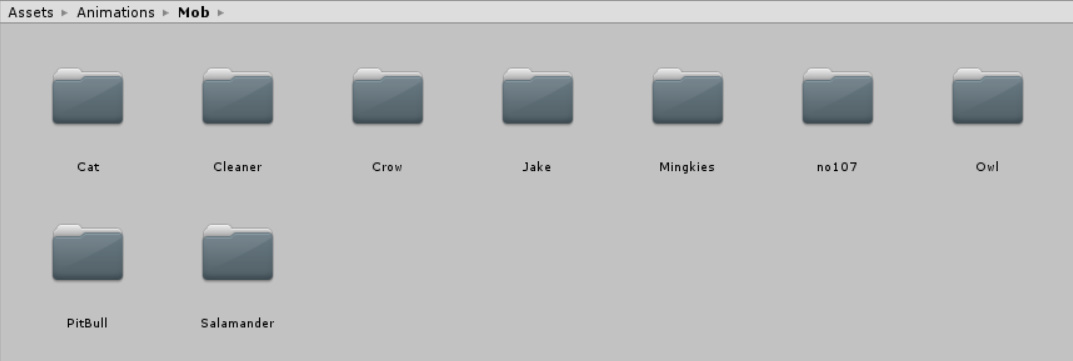 Assets ▸ Animations ▸ Mob ▸
Cat Cleaner Crow Jake Mingkies no107 Owl
PitBull Salamander